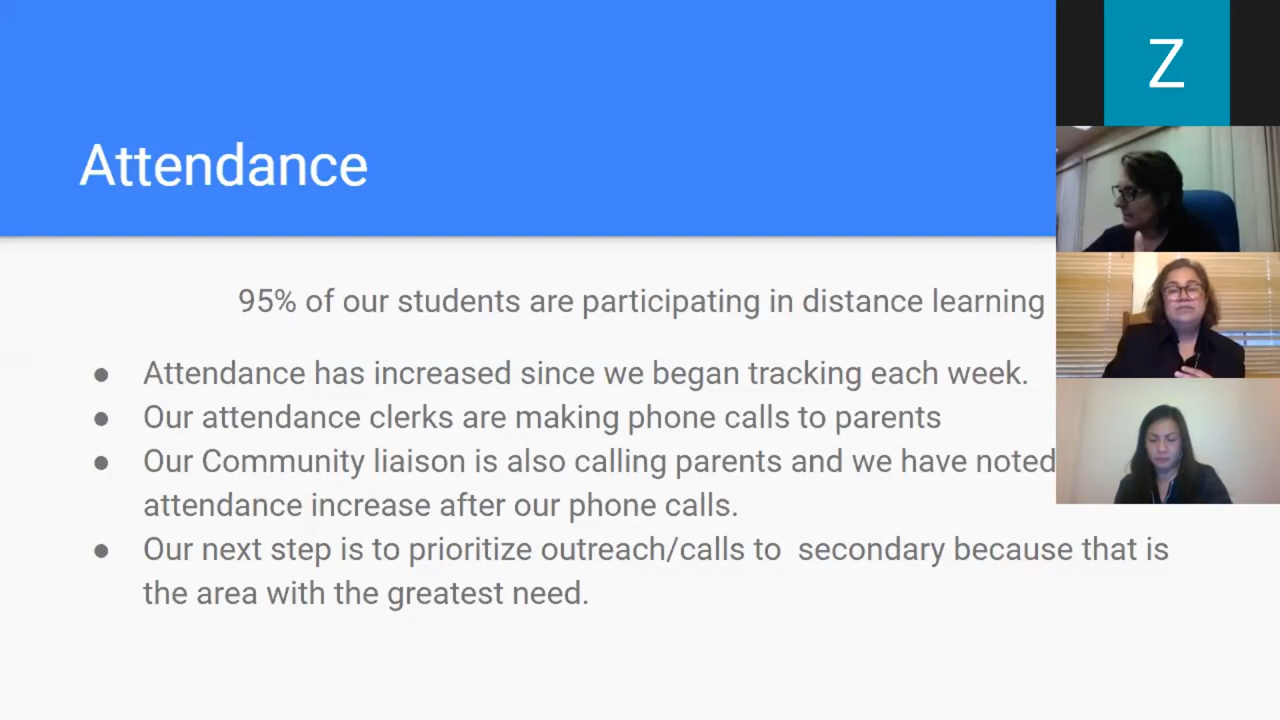 Z
Attendance
95% of our students are participating in distance learning
● Attendance has increased since we began tracking each week.
● Our attendance clerks are making phone calls to parents
● Our Community liaison is also calling parents and we have noted
attendance increase after our phone calls.
● Our next step is to prioritize outreach/calls to  secondary because that is
the area with the greatest need.